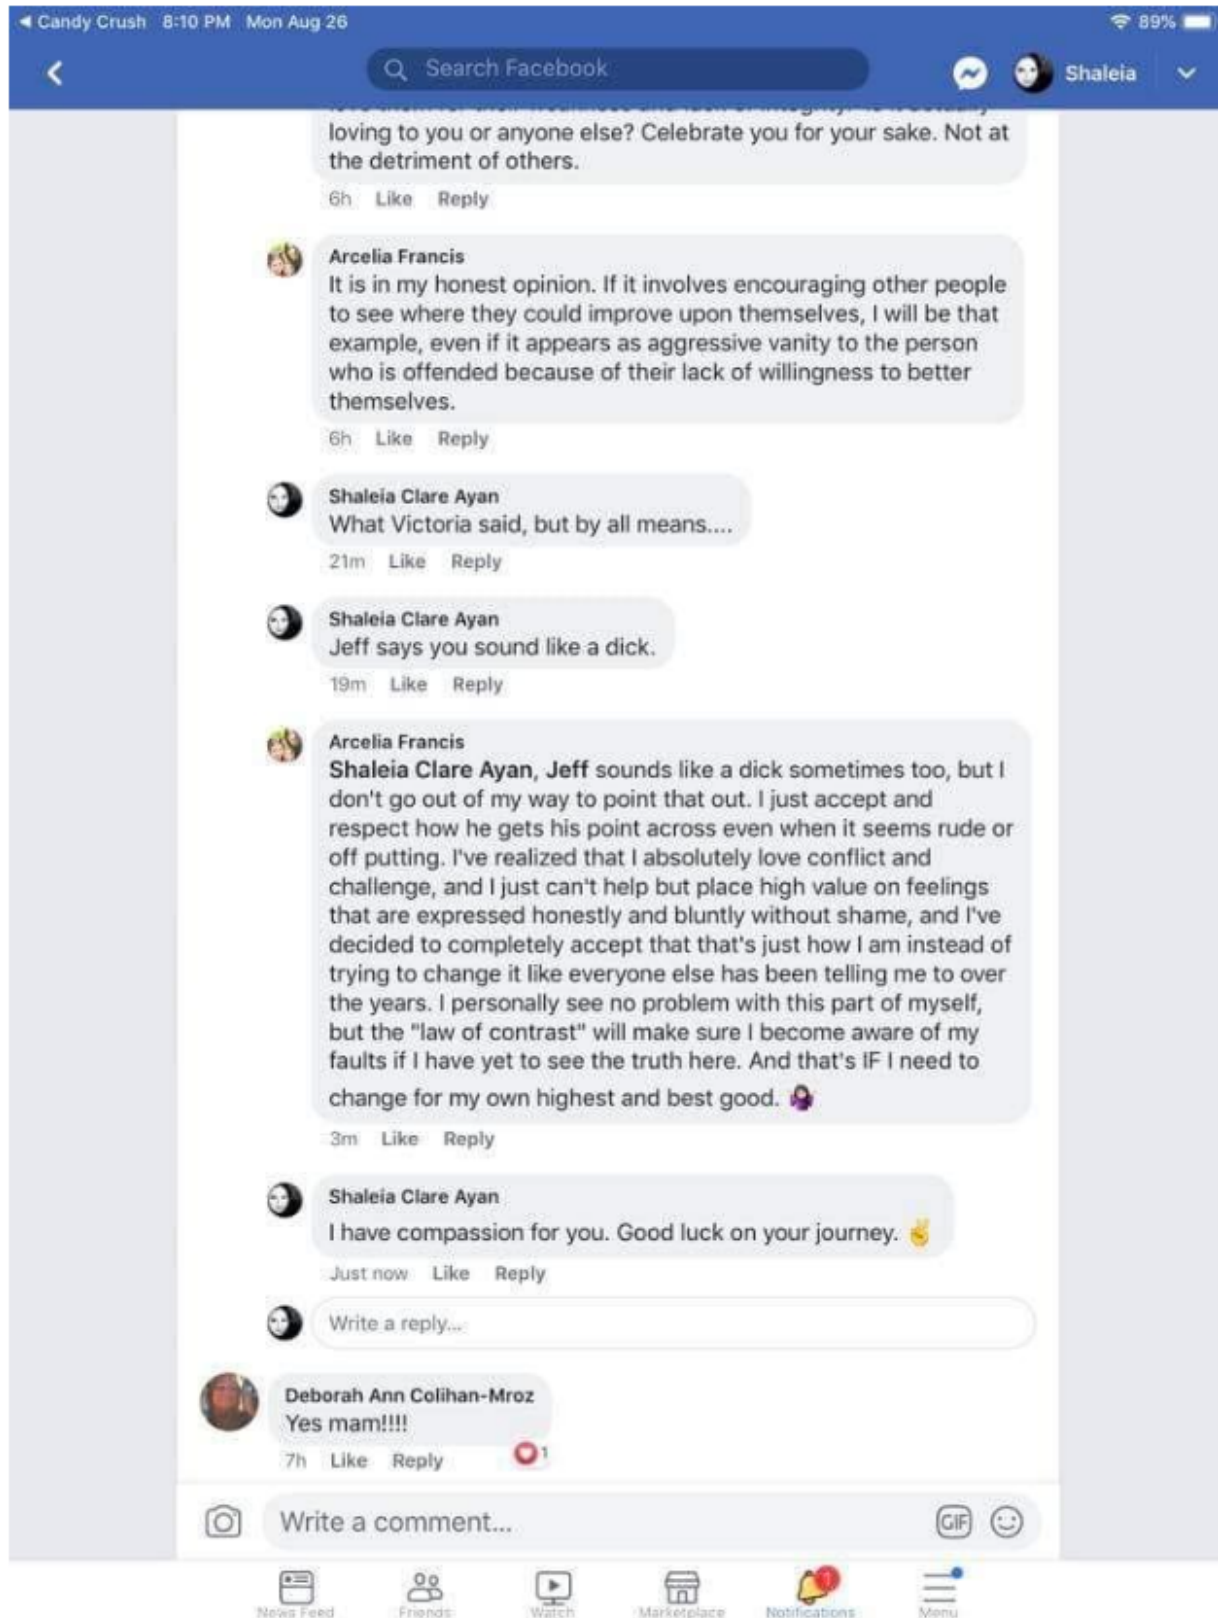 ◀ Candy Crush 8:10 PM Mon Aug 26 89%
Search Facebook Shaleia
loving to you or anyone else? Celebrate you for your sake. Not at
the detriment of others.
6h Like Reply
Arcelia Francis
It is in my honest opinion. If it involves encouraging other people
to see where they could improve upon themselves, I will be that
example, even if it appears as aggressive vanity to the person
who is offended because of their lack of willingness to better
themselves.
6h Like Reply
Shaleia Clare Ayan
What Victoria said, but by all means....
21m Like Reply
Shaleia Clare Ayan
Jeff says you sound like a dick.
19m Like Reply
Arcelia Francis
Shaleia Clare Ayan, Jeff sounds like a dick sometimes too, but I
don't go out of my way to point that out. I just accept and
respect how he gets his point across even when it seems rude or
off putting. I've realized that I absolutely love conflict and
challenge, and I just can't help but place high value on feelings
that are expressed honestly and bluntly without shame, and I've
decided to completely accept that that's just how I am instead of
trying to change it like everyone else has been telling me to over
the years. I personally see no problem with this part of myself,
but the "law of contrast" will make sure I become aware of my
faults if I have yet to see the truth here. And that's IF I need to
change for my own highest and best good. 🤷🏻‍♀️
3m Like Reply
Shaleia Clare Ayan
I have compassion for you. Good luck on your journey. ✌️
Just now Like Reply
Write a reply...
Deborah Ann Colihan-Mroz
Yes mam!!!!
7h Like Reply 1
Write a comment... GIF
News Feed Friends Watch Marketplace Notifications 1 Menu